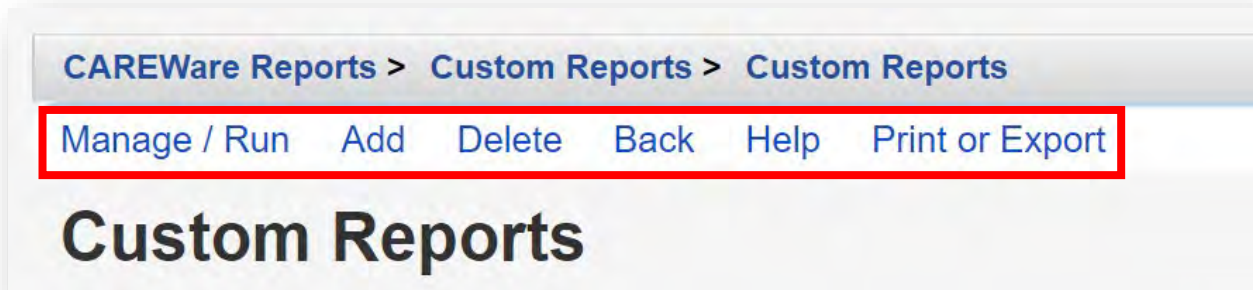 CAREWare Reports > Custom Reports > Custom Reports
Manage / Run Add Delete Back Help Print or Export
Custom Reports